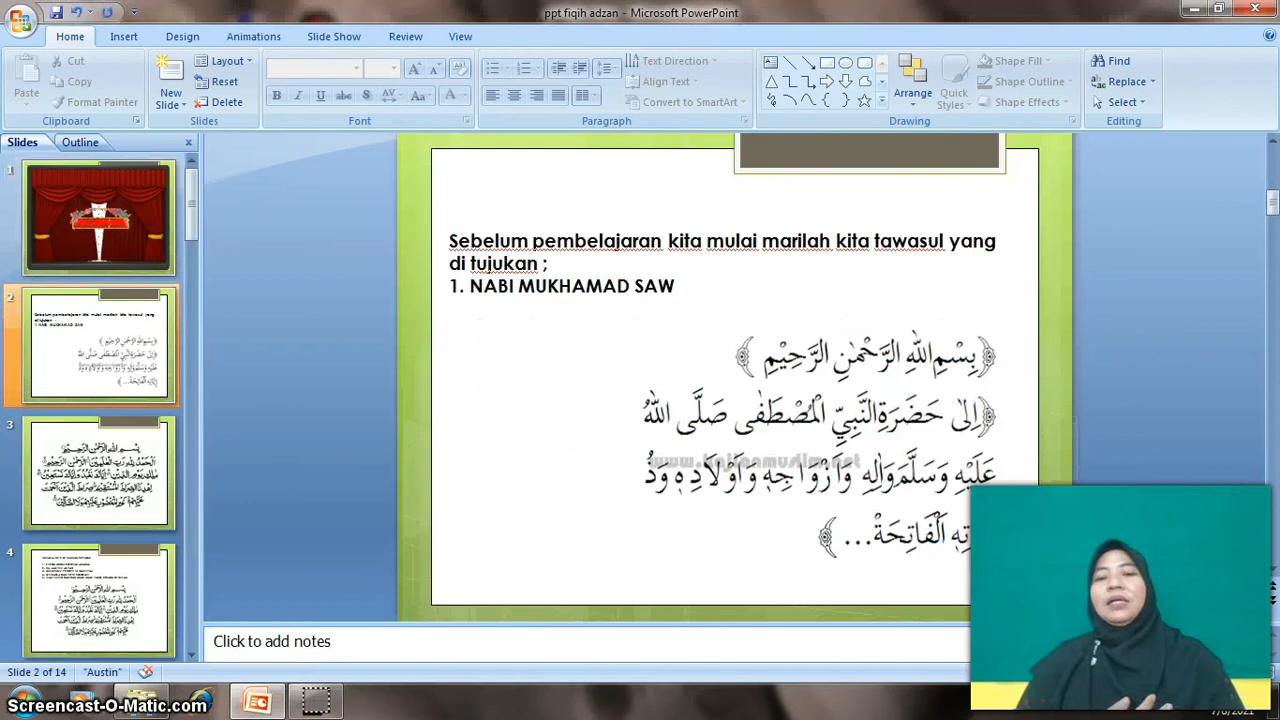 ppt fiqih adzan - Microsoft PowerPoint
Home Insert Design Animations Slide Show Review View
Cut
Copy
Format Painter
Paste
Clipboard
New Slide
Layout
Reset
Delete
Slides
Font
Text Direction
Align Text
Convert to SmartArt
Paragraph
Arrange
Quick Styles
Shape Fill
Shape Outline
Shape Effects
Drawing
Find
Replace
Select
Editing
Slides Outline
1
2
3
4
Sebelum pembelajaran kita mulai marilah kita tawasul yang
di tujukan ;
1. NABI MUKHAMAD SAW
﴿بِسْمِ اللهِ الرَّحْمٰنِ الرَّحِيْمِ﴾
﴿اِلٰى حَضَرَةِ النَّبِيِّ الْمُصْطَفٰى صَلَّى اللهُ
عَلَيْهِ وَسَلَّمَ وَاٰلِهٖ وَاَزْوَاجِهٖ وَاَوْلَادِهٖ وَذُ
تِهٖ اَلْفَاتِحَةْ...﴾
Click to add notes
Slide 2 of 14 "Austin"
Screencast-O-Matic.com